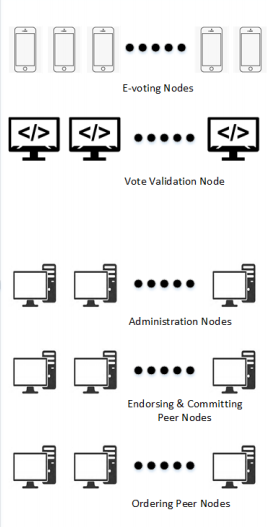 E-voting Nodes
</> </> </>
Vote Validation Node
Administration Nodes
Endorsing & Committing
Peer Nodes
Ordering Peer Nodes